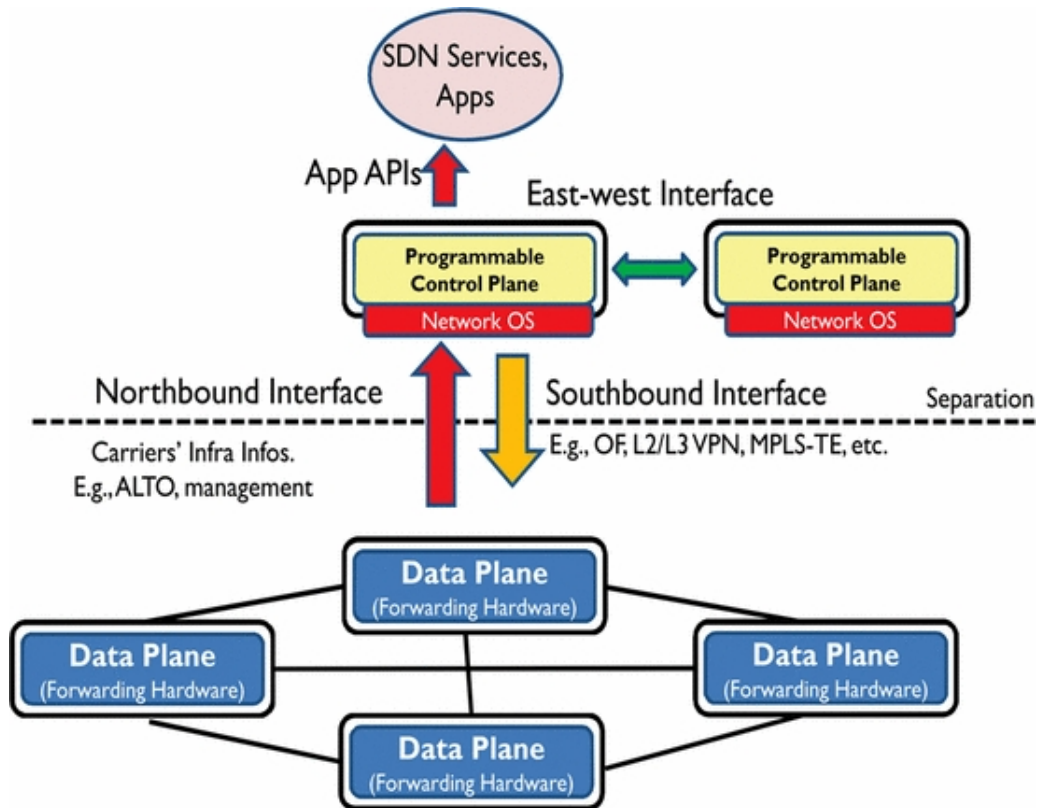 SDN Services,
Apps
App APIs
East-west Interface
Programmable
Control Plane
Network OS
Programmable
Control Plane
Network OS
Northbound Interface
Southbound Interface
Separation
Carriers' Infra Infos.
E.g., ALTO, management
E.g., OF, L2/L3 VPN, MPLS-TE, etc.
Data Plane
(Forwarding Hardware)
Data Plane
(Forwarding Hardware)
Data Plane
(Forwarding Hardware)
Data Plane
(Forwarding Hardware)